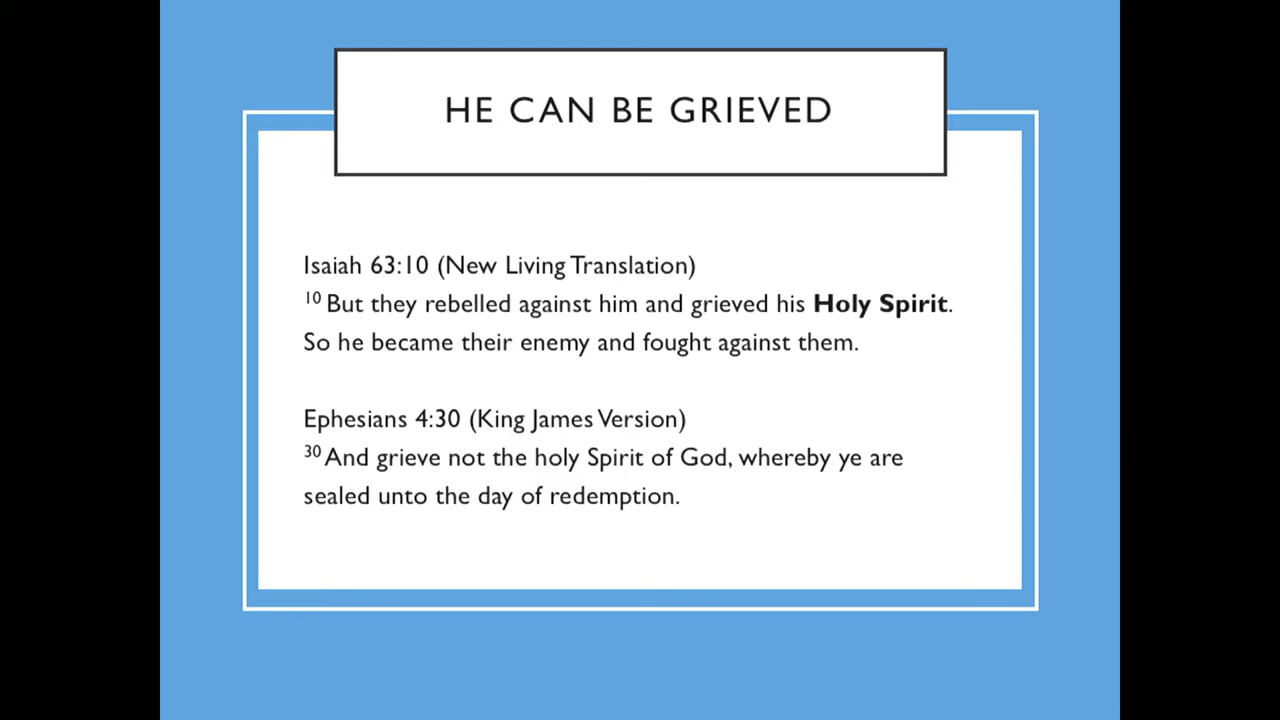 HE CAN BE GRIEVED
Isaiah 63:10 (New Living Translation)
10 But they rebelled against him and grieved his Holy Spirit.
So he became their enemy and fought against them.
Ephesians 4:30 (King James Version)
30 And grieve not the holy Spirit of God, whereby ye are
sealed unto the day of redemption.